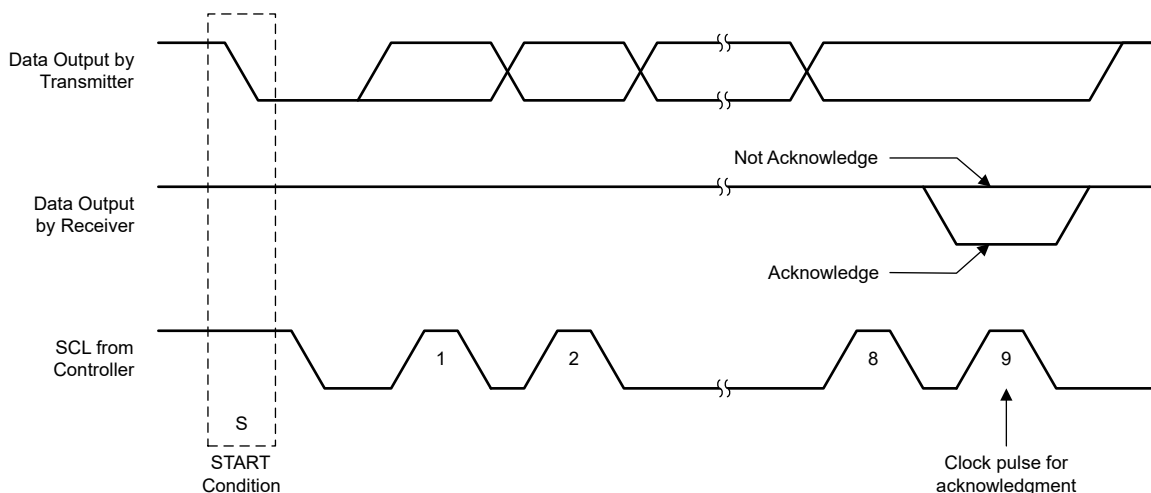 Data Output by
Transmitter
Not Acknowledge
Data Output
by Receiver
Acknowledge
SCL from
Controller
1
2
8
9
S
START
Condition
Clock pulse for
acknowledgment